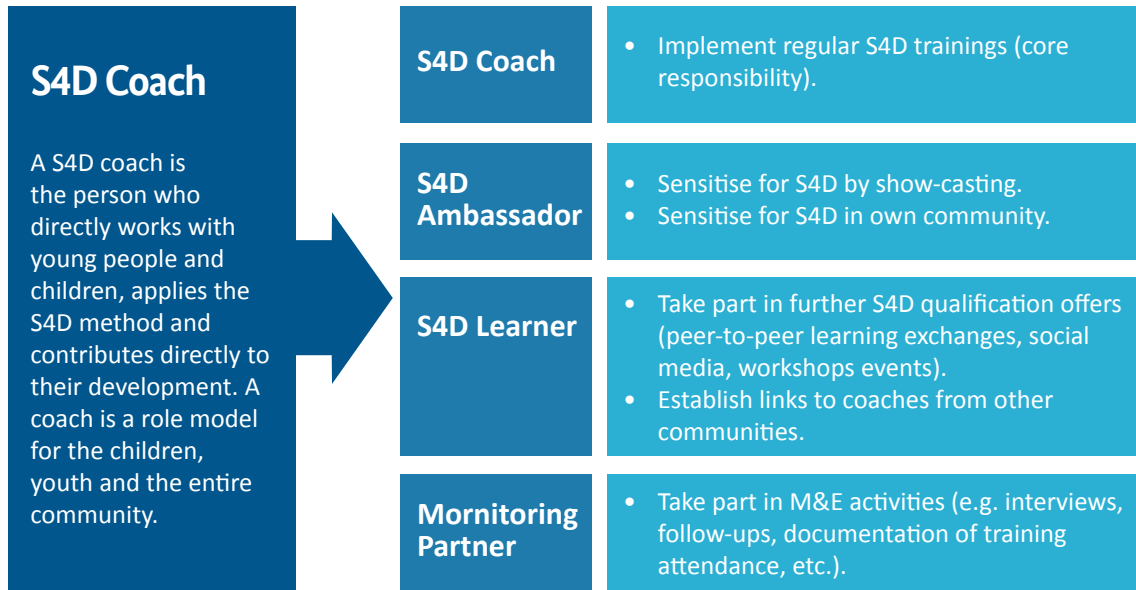 S4D Coach
A S4D coach is
the person who
directly works with
young people and
children, applies the
S4D method and
contributes directly to
their development. A
coach is a role model
for the children,
youth and the entire
community.
S4D Coach
• Implement regular S4D trainings (core
responsibility).
S4D
Ambassador
• Sensitise for S4D by show-casting.
• Sensitise for S4D in own community.
S4D Learner
• Take part in further S4D qualification offers
(peer-to-peer learning exchanges, social
media, workshops events).
• Establish links to coaches from other
communities.
Mornitoring
Partner
• Take part in M&E activities (e.g. interviews,
follow-ups, documentation of training
attendance, etc.).